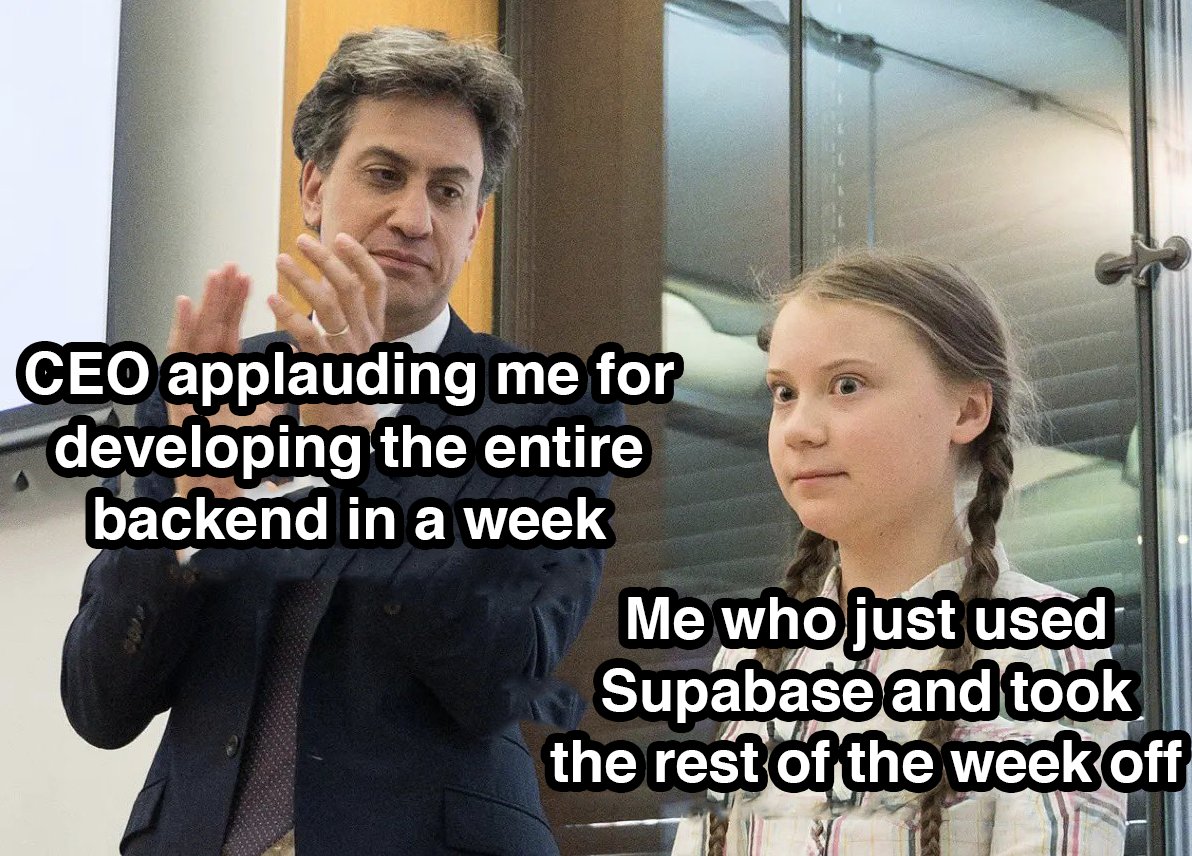 CEO applauding me for
developing the entire
backend in a week
Me who just used
Supabase and took
the rest of the week off